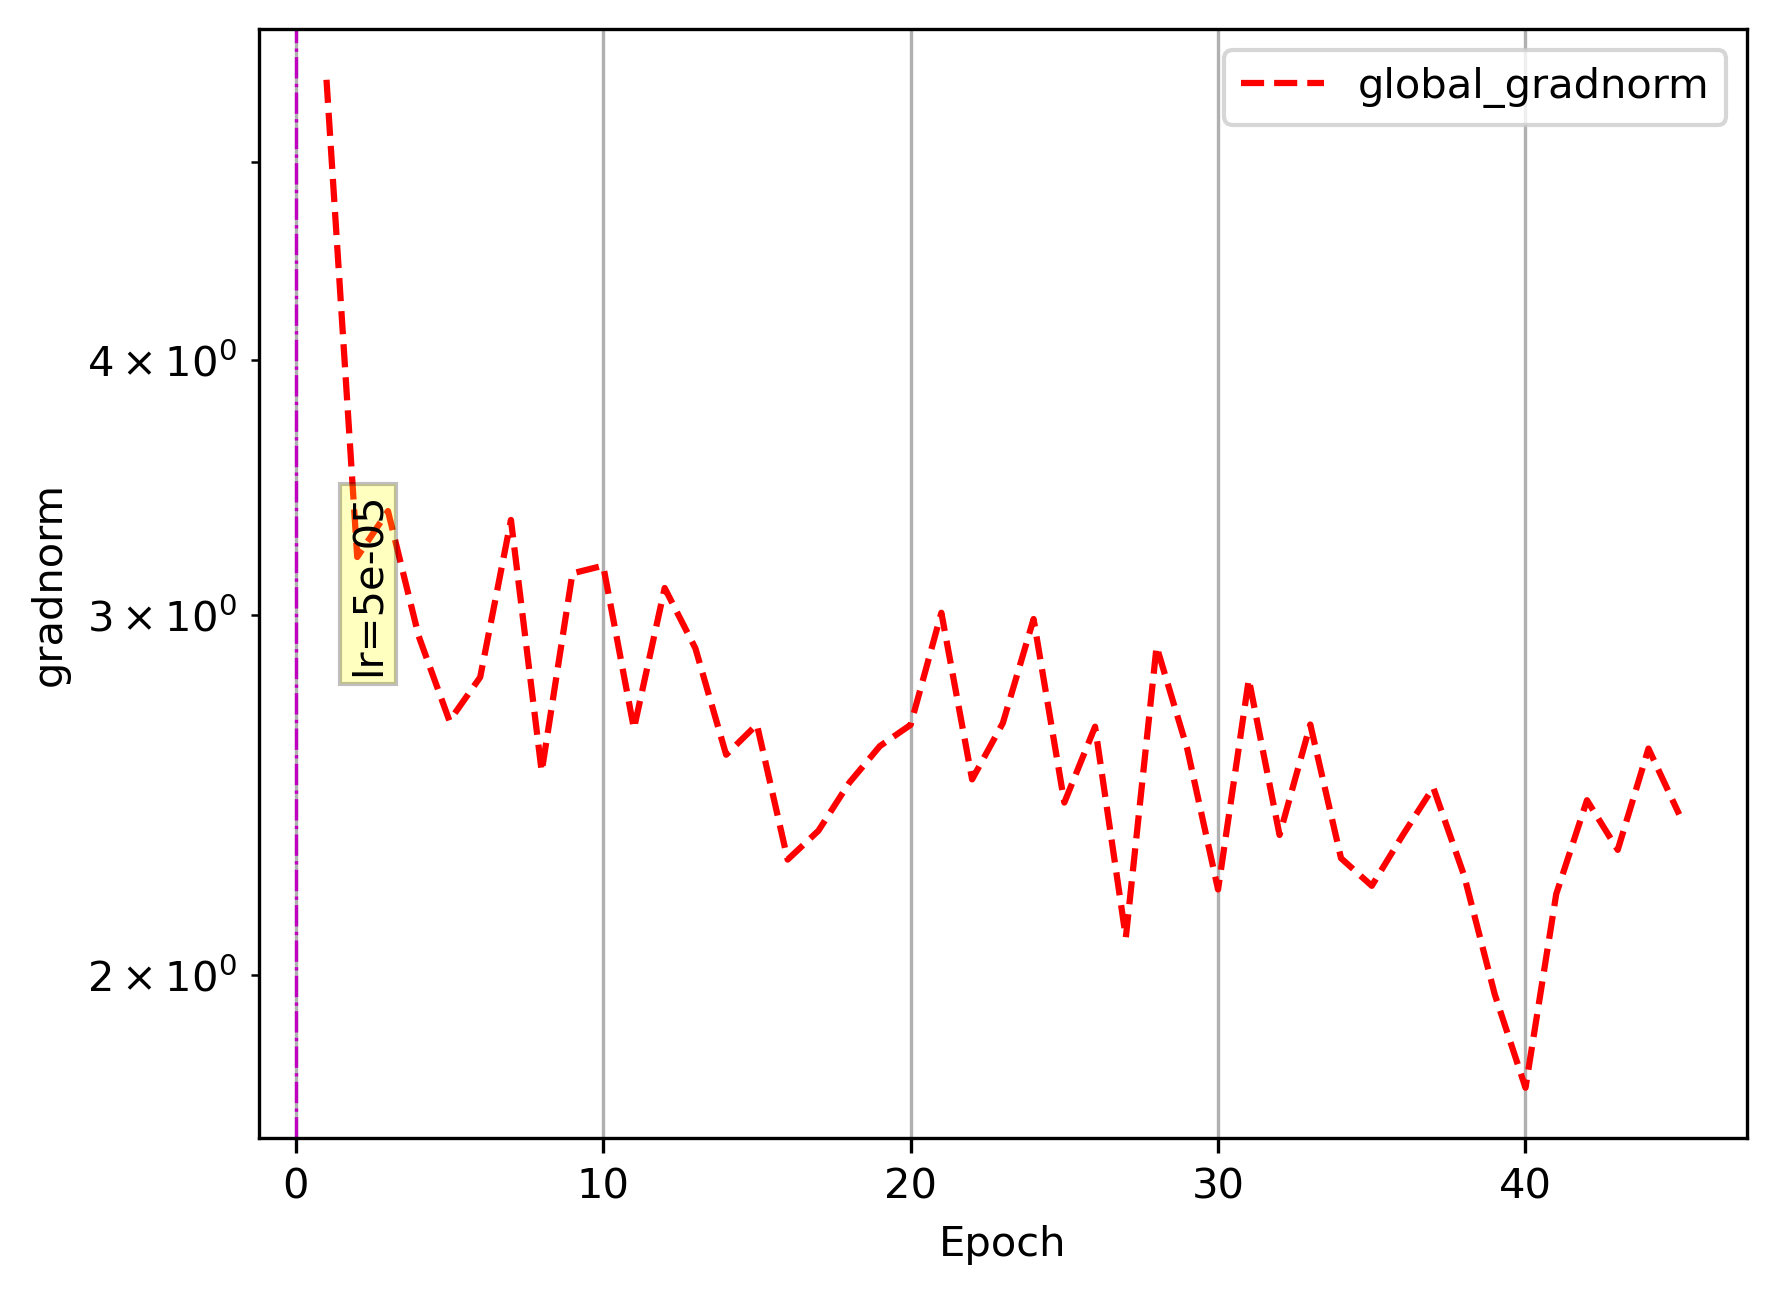 global_gradnorm
4 × 10⁰
3 × 10⁰
2 × 10⁰
gradnorm
lr=5e-05
0 10 20 30 40
Epoch